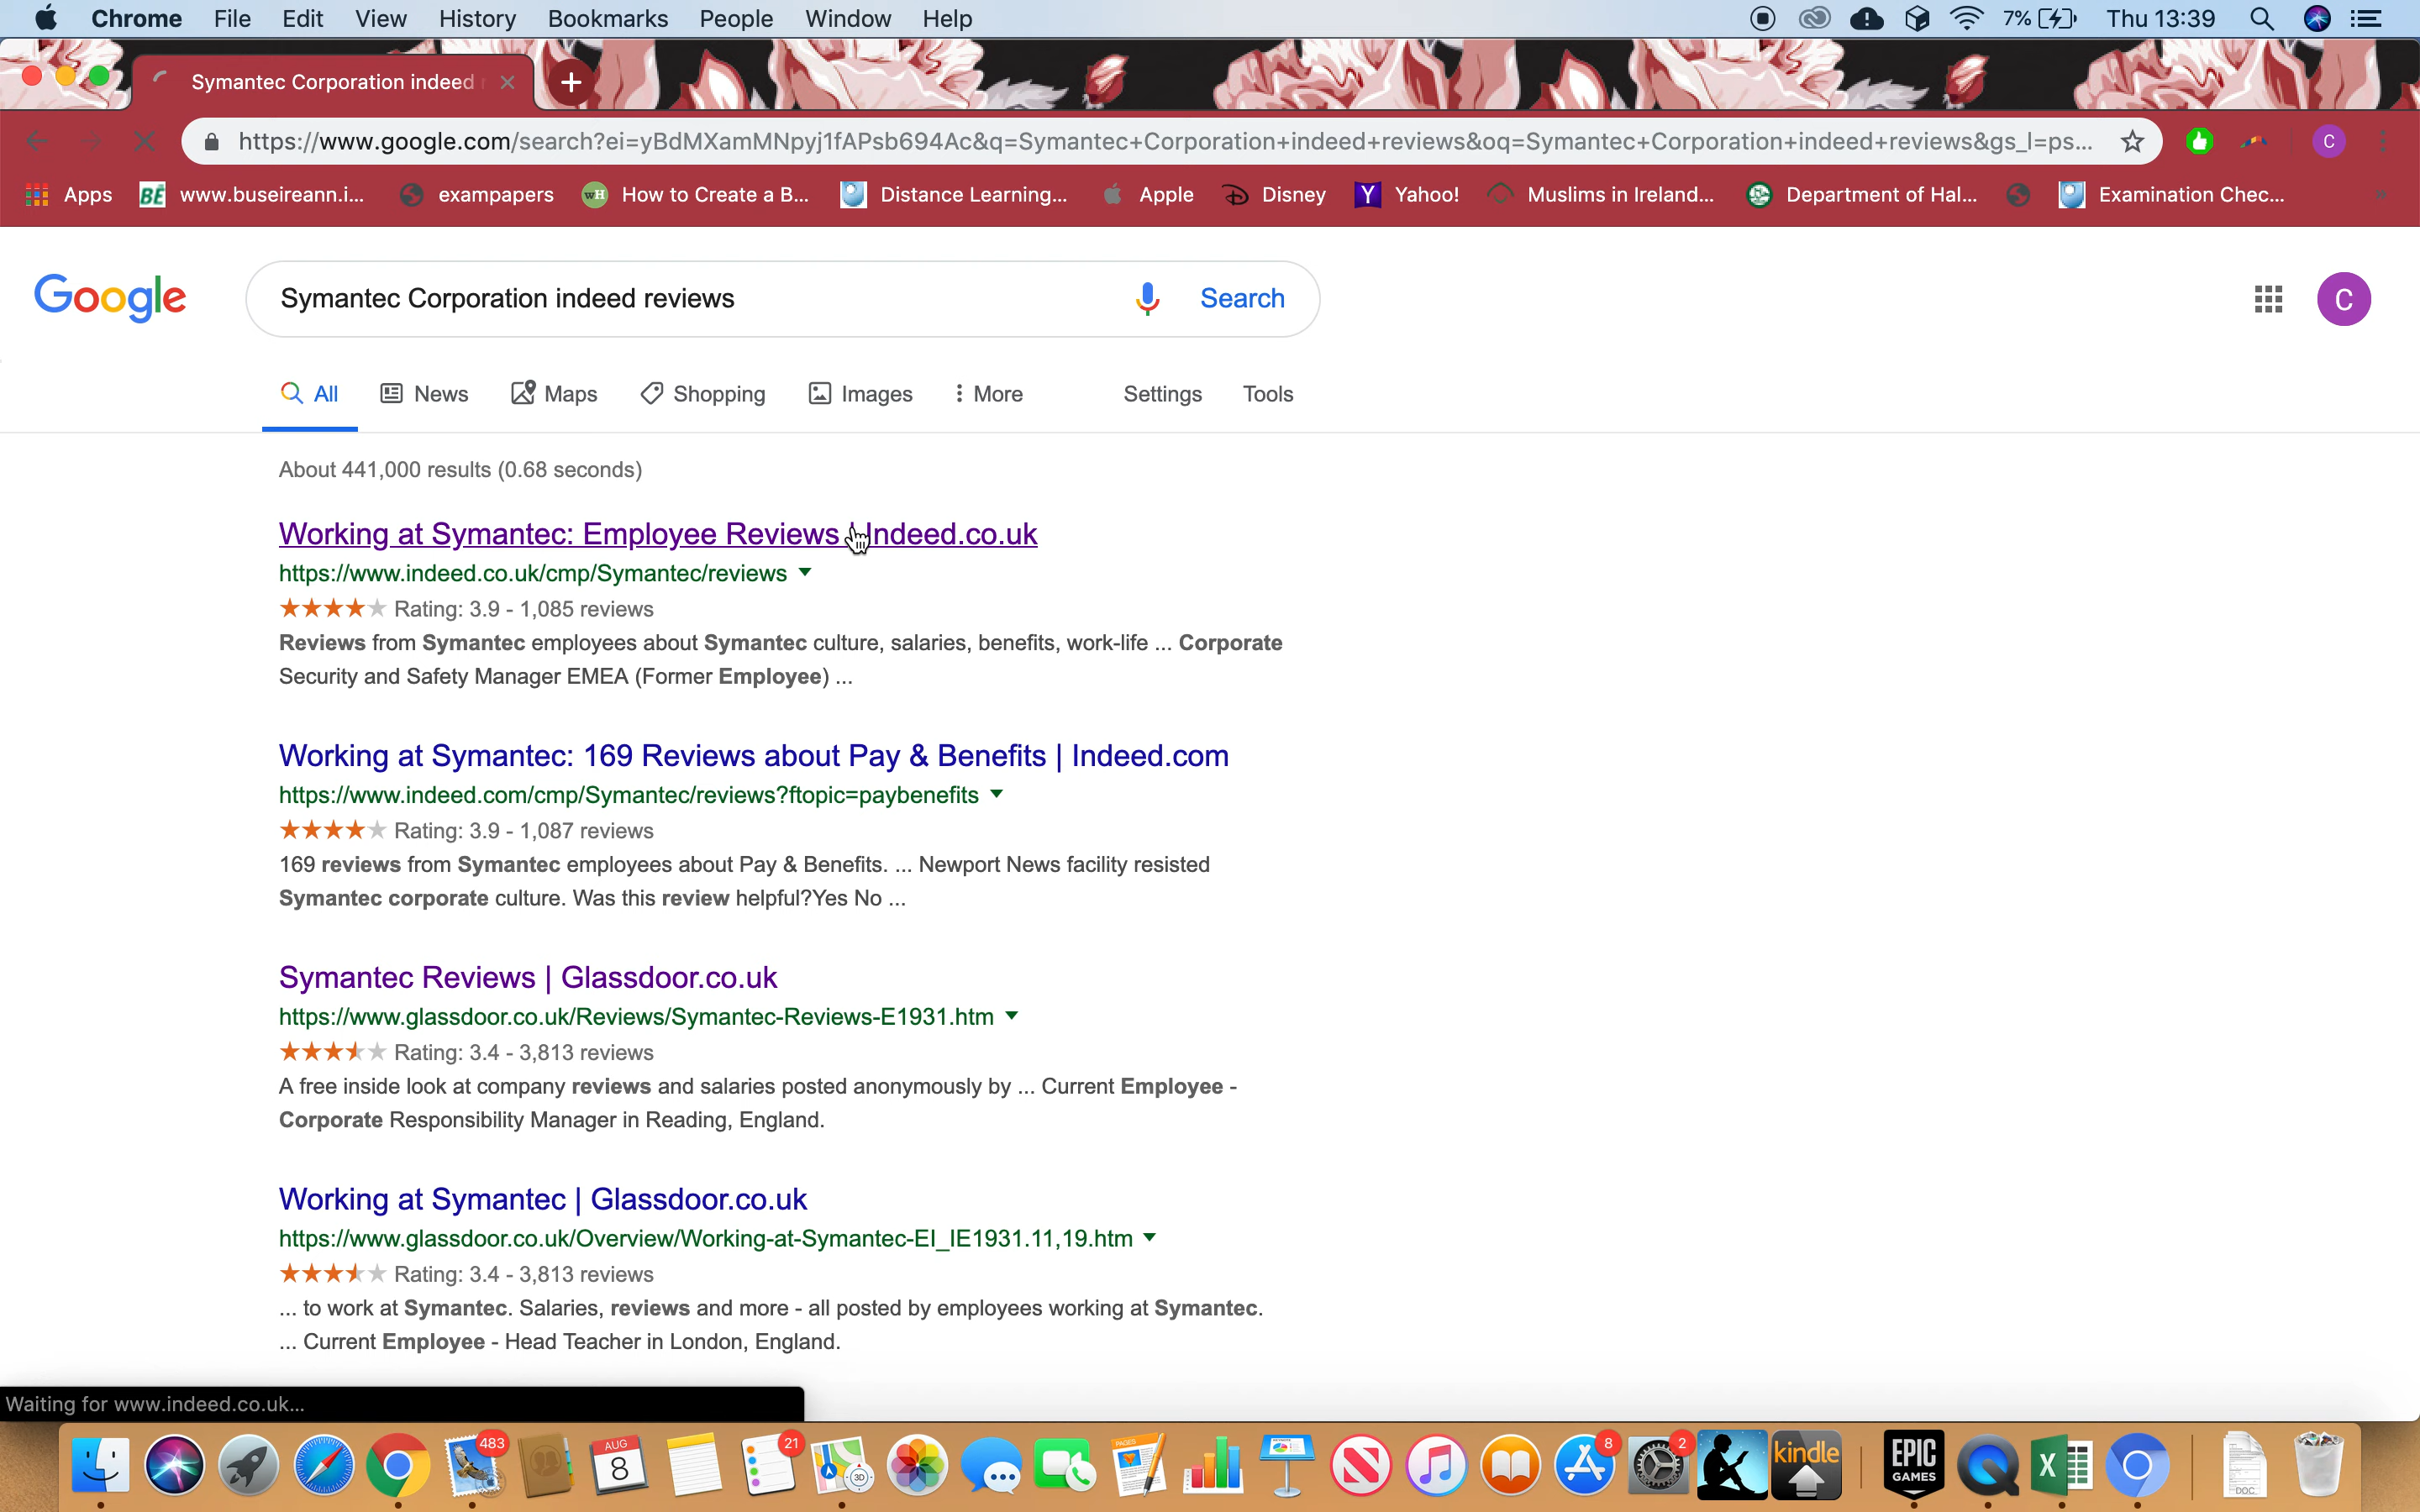 Chrome File Edit View History Bookmarks People Window Help 7% Thu 13:39
Symantec Corporation indeed
https://www.google.com/search?ei=yBdMXamMNpyj1fAPsb694Ac&q=Symantec+Corporation+indeed+reviews&oq=Symantec+Corporation+indeed+reviews&gs_l=ps... C
Apps BÉ www.buseireann.i... exampapers wH How to Create a B... Distance Learning... Apple Disney Y Yahoo! Muslims in Ireland... Department of Hal... Examination Chec...
Google Symantec Corporation indeed reviews Search C
All News Maps Shopping Images More Settings Tools
About 441,000 results (0.68 seconds)
Working at Symantec: Employee Reviews | Indeed.co.uk
https://www.indeed.co.uk/cmp/Symantec/reviews
Rating: 3.9 - 1,085 reviews
Reviews from Symantec employees about Symantec culture, salaries, benefits, work-life ... Corporate
Security and Safety Manager EMEA (Former Employee) ...
Working at Symantec: 169 Reviews about Pay & Benefits | Indeed.com
https://www.indeed.com/cmp/Symantec/reviews?ftopic=paybenefits
Rating: 3.9 - 1,087 reviews
169 reviews from Symantec employees about Pay & Benefits. ... Newport News facility resisted
Symantec corporate culture. Was this review helpful?Yes No ...
Symantec Reviews | Glassdoor.co.uk
https://www.glassdoor.co.uk/Reviews/Symantec-Reviews-E1931.htm
Rating: 3.4 - 3,813 reviews
A free inside look at company reviews and salaries posted anonymously by ... Current Employee -
Corporate Responsibility Manager in Reading, England.
Working at Symantec | Glassdoor.co.uk
https://www.glassdoor.co.uk/Overview/Working-at-Symantec-EI_IE1931.11,19.htm
Rating: 3.4 - 3,813 reviews
... to work at Symantec. Salaries, reviews and more - all posted by employees working at Symantec.
... Current Employee - Head Teacher in London, England.
Waiting for www.indeed.co.uk...
483 AUG 8 21 3D PAGES 8 2 kindle EPIC GAMES X DOC